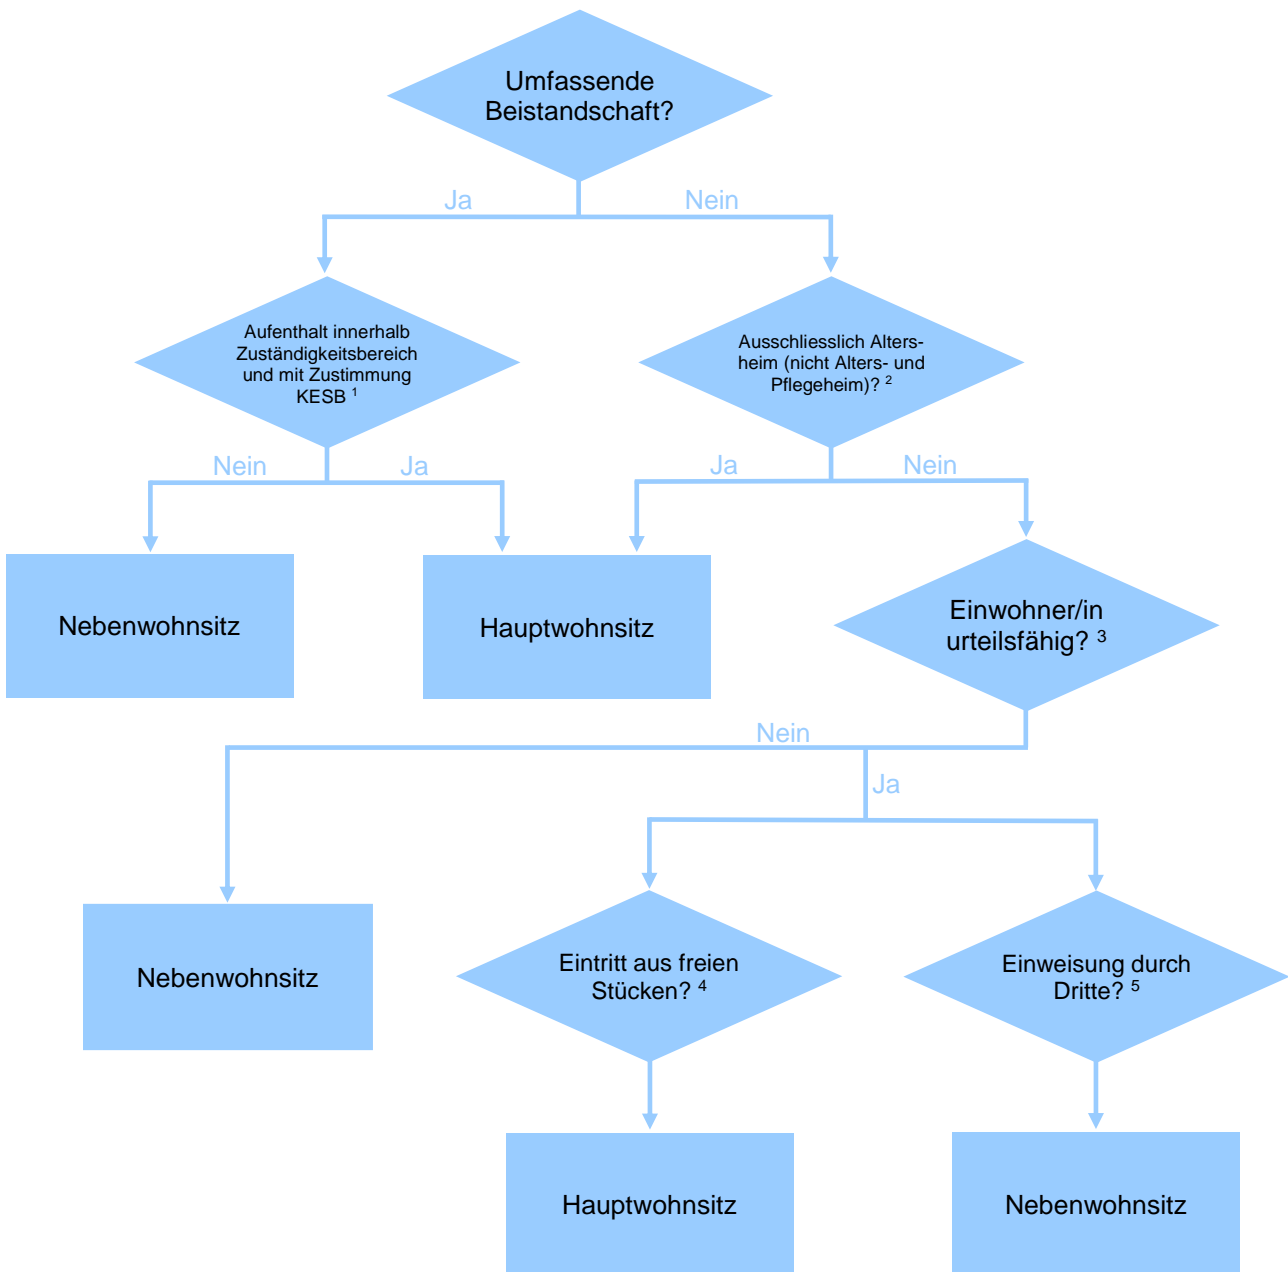 Umfassende
Beistandschaft?
Ja
Nein
Aufenthalt innerhalb
Zuständigkeitsbereich
und mit Zustimmung
KESB ¹
Ausschliesslich Alters-
heim (nicht Alters- und
Pflegeheim)? ²
Nein
Ja
Ja
Nein
Nebenwohnsitz
Hauptwohnsitz
Einwohner/in
urteilsfähig? ³
Nein
Ja
Nebenwohnsitz
Eintritt aus freien
Stücken? ⁴
Einweisung durch
Dritte? ⁵
Hauptwohnsitz
Nebenwohnsitz